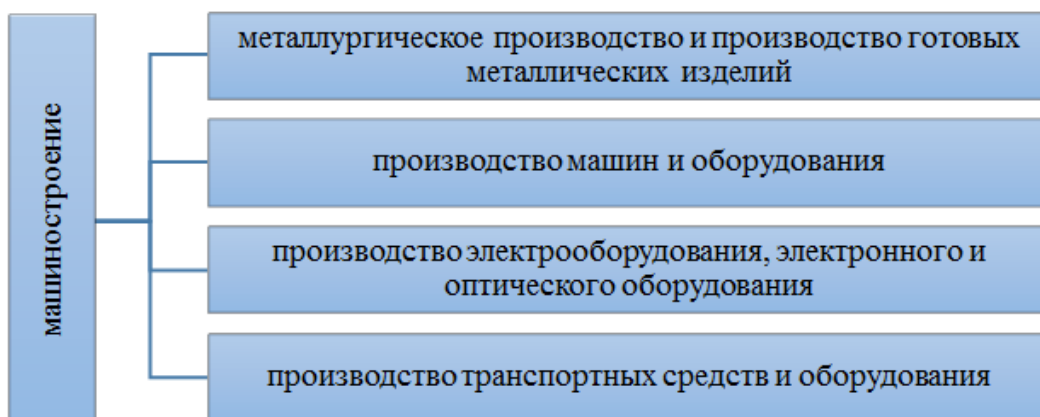 машиностроение
металлургическое производство и производство готовых
металлических изделий
производство машин и оборудования
производство электрооборудования, электронного и
оптического оборудования
производство транспортных средств и оборудования